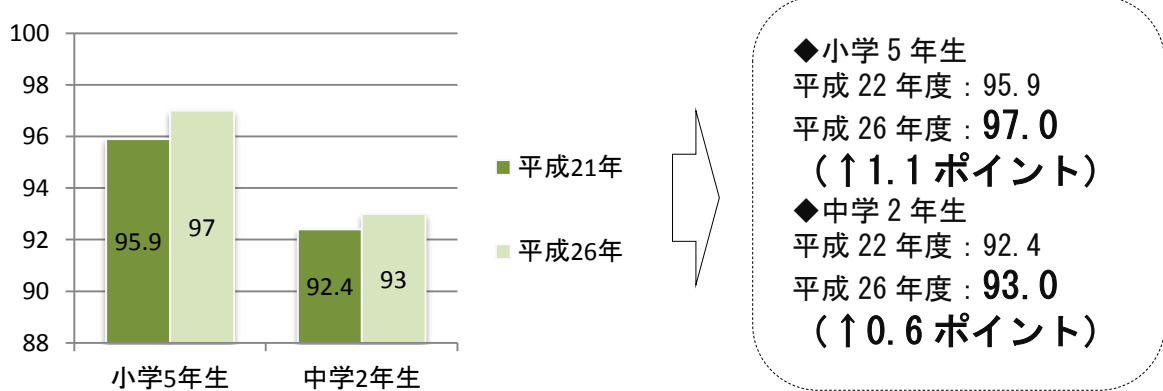 100
98
96
94
92
90
88
95.9
97
92.4
93
小学5年生
中学2年生
平成21年
平成26年
◆小学5年生
平成22年度：95.9
平成26年度：97.0
（↑1.1ポイント）
◆中学2年生
平成22年度：92.4
平成26年度：93.0
（↑0.6ポイント）